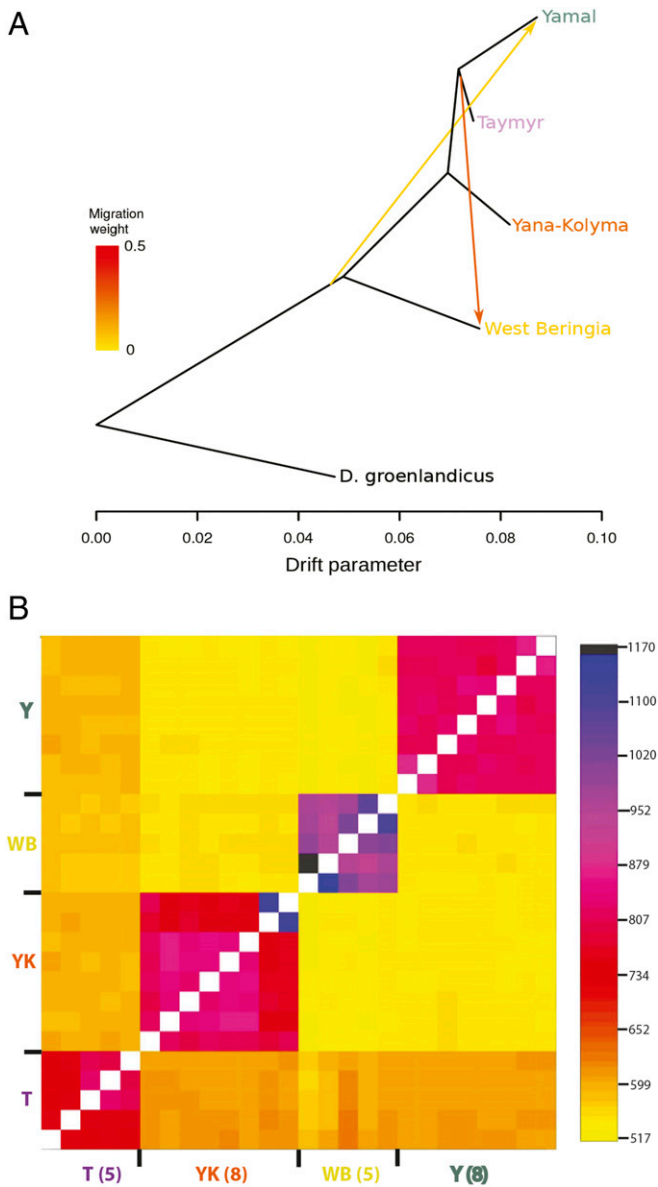 A
Yamal
Taymyr
Migration
weight
0.5
0
Yana-Kolyma
West Beringia
D. groenlandicus
0.00 0.02 0.04 0.06 0.08 0.10
Drift parameter
B
1170
1100
1020
952
879
807
734
652
599
517
Y
WB
YK
T
T (5) YK (8) WB (5) Y (8)